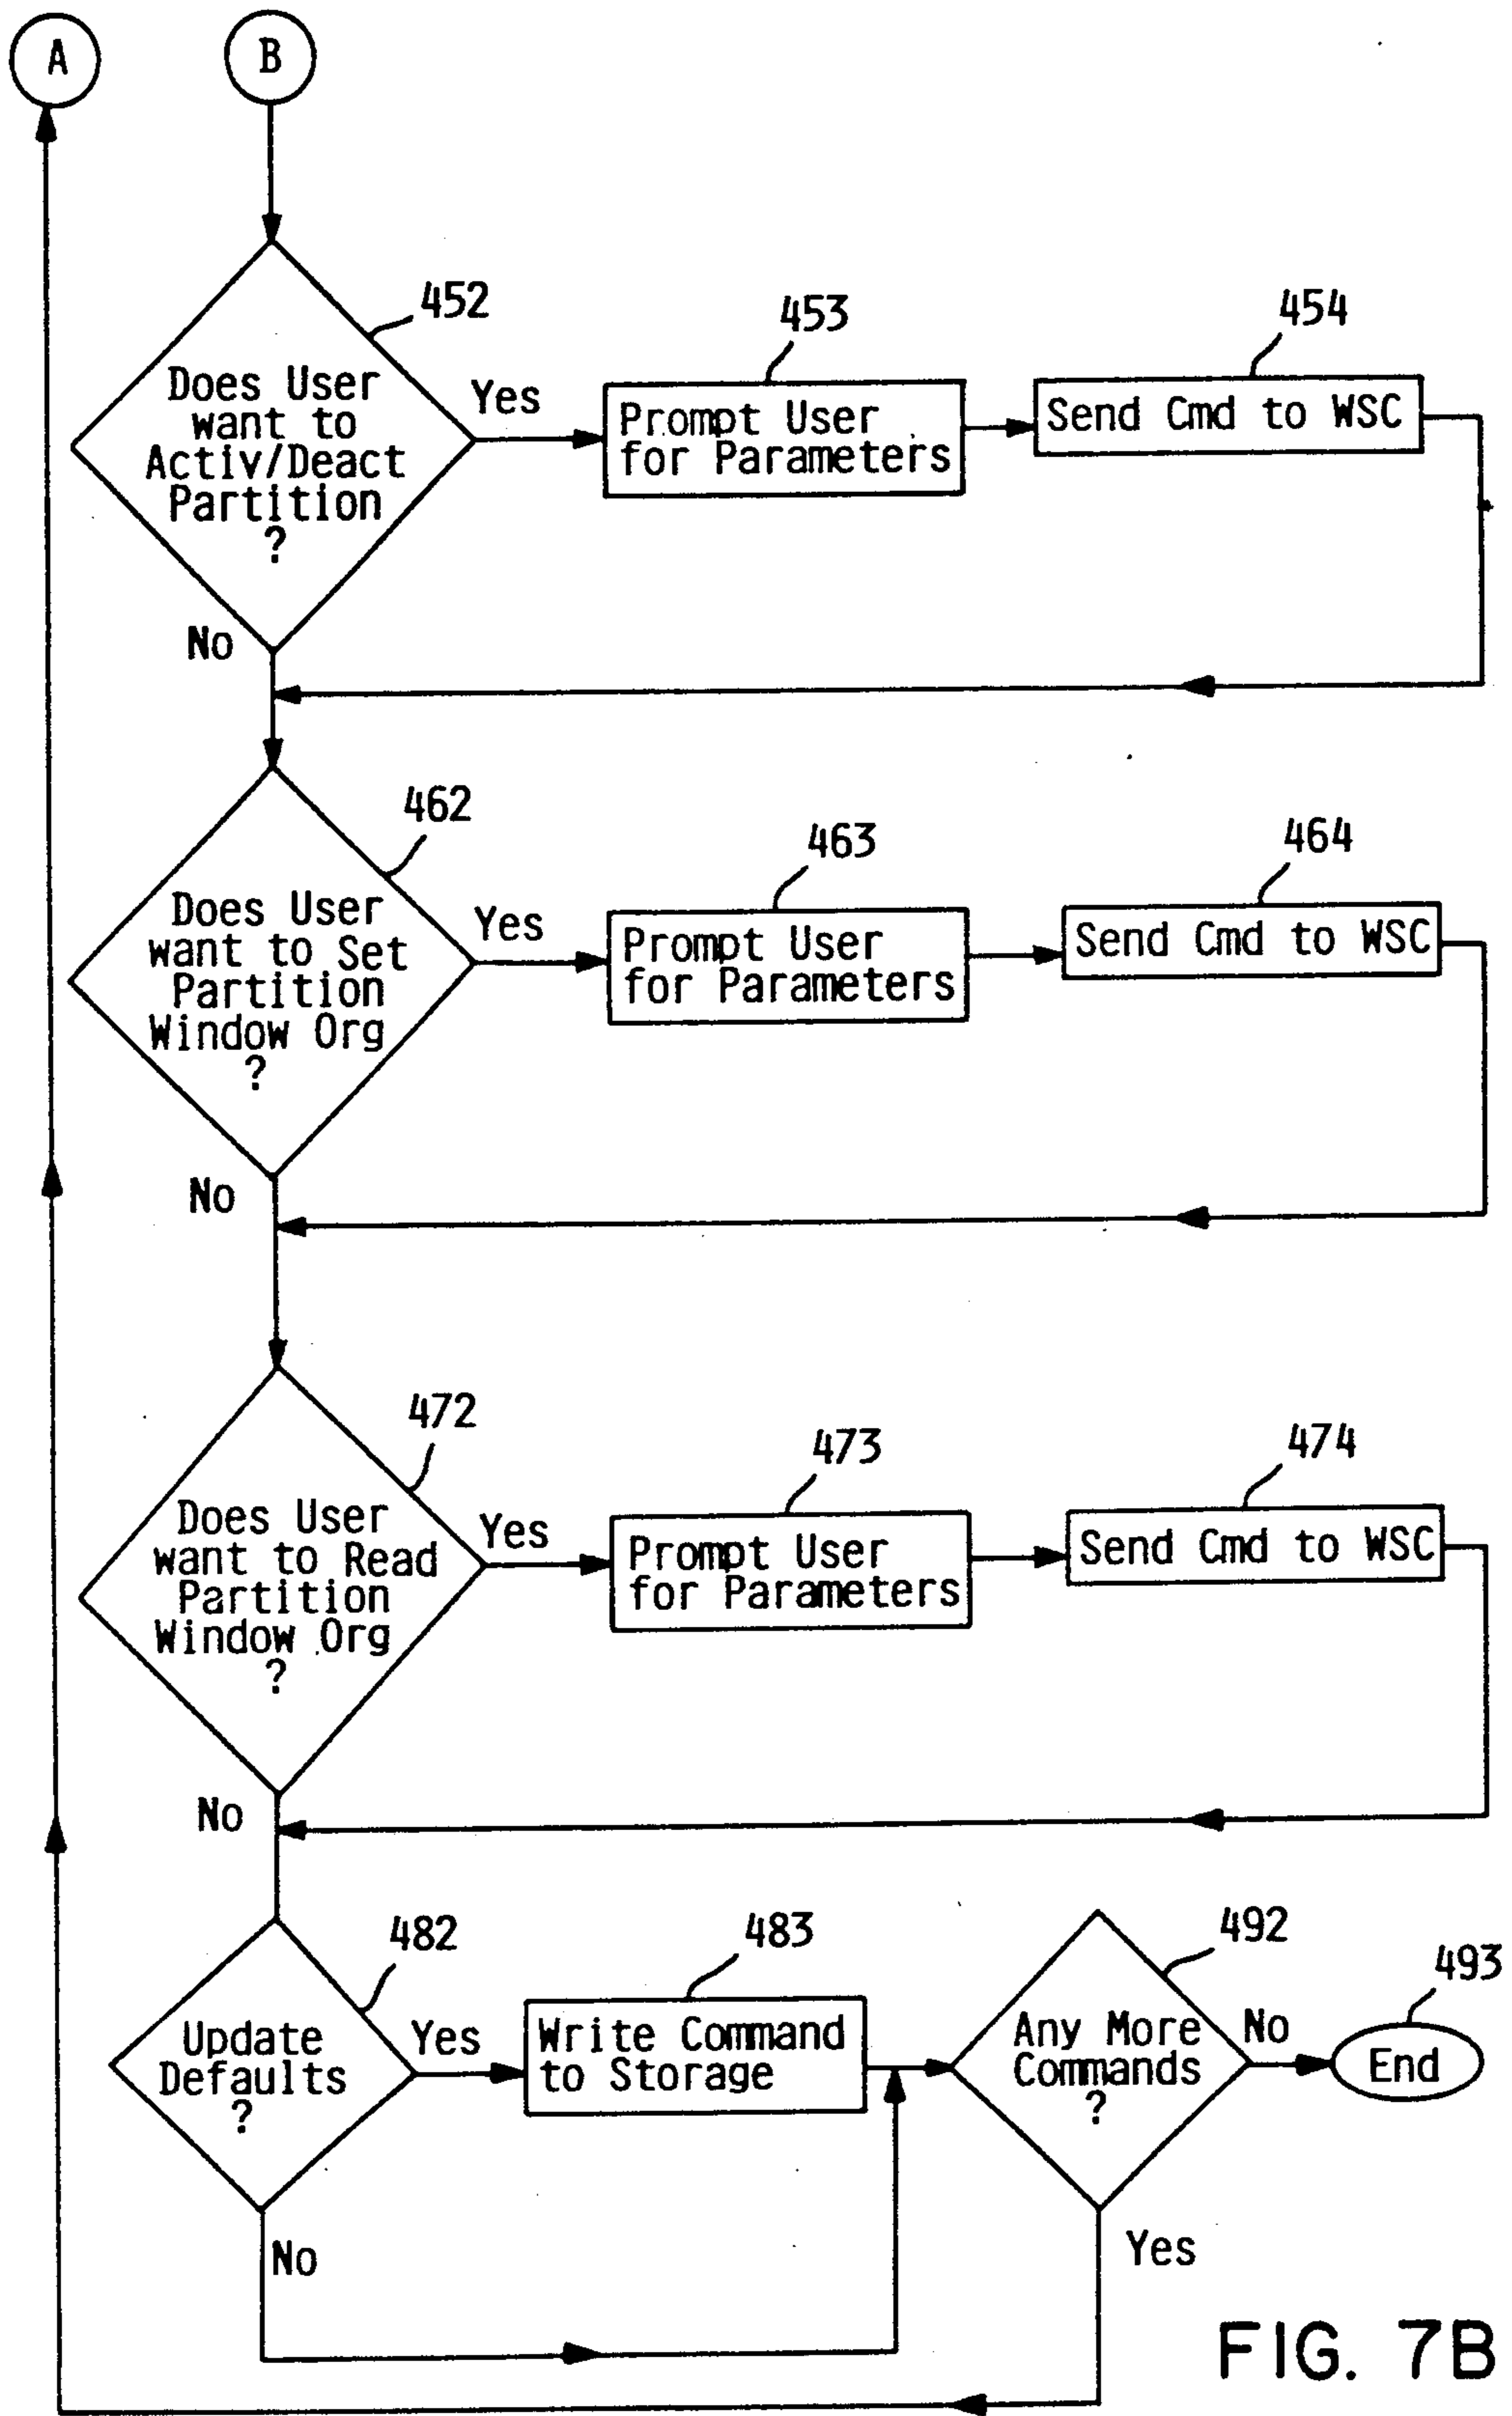 A
B
452
Does User
want to
Activ/Deact
Partition
?
Yes
453
Prompt User
for Parameters
454
Send Cmd to WSC
No
462
Does User
want to Set
Partition
Window Org
?
Yes
463
Prompt User
for Parameters
464
Send Cmd to WSC
No
472
Does User
want to Read
Partition
Window Org
?
Yes
473
Prompt User
for Parameters
474
Send Cmd to WSC
No
482
Update
Defaults
?
Yes
483
Write Command
to Storage
492
Any More
Commands
?
No
493
End
No
Yes
FIG. 7B